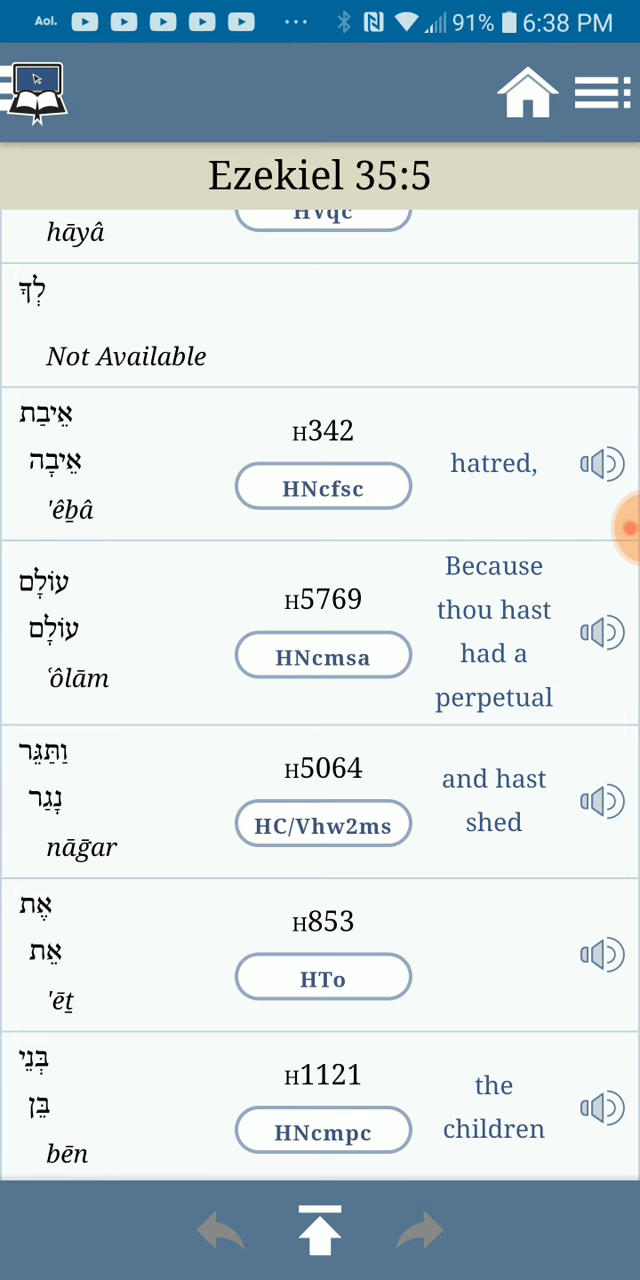 Aol. ... 91% 6:38 PM
Ezekiel 35:5
HVqc
hāyâ
לְךָ
Not Available
אֵיבַת
אֵיבָה
'êḇâ
H342
HNcfsc
hatred,
עוֹלָם
עוֹלָם
ʿôlām
H5769
HNcmsa
Because
thou hast
had a
perpetual
וַתַּגֵּר
נָגַר
nāḡar
H5064
HC/Vhw2ms
and hast
shed
אֶת
אֵת
'ēṯ
H853
HTo
בְּנֵי
בֵּן
bēn
H1121
HNcmpc
the
children